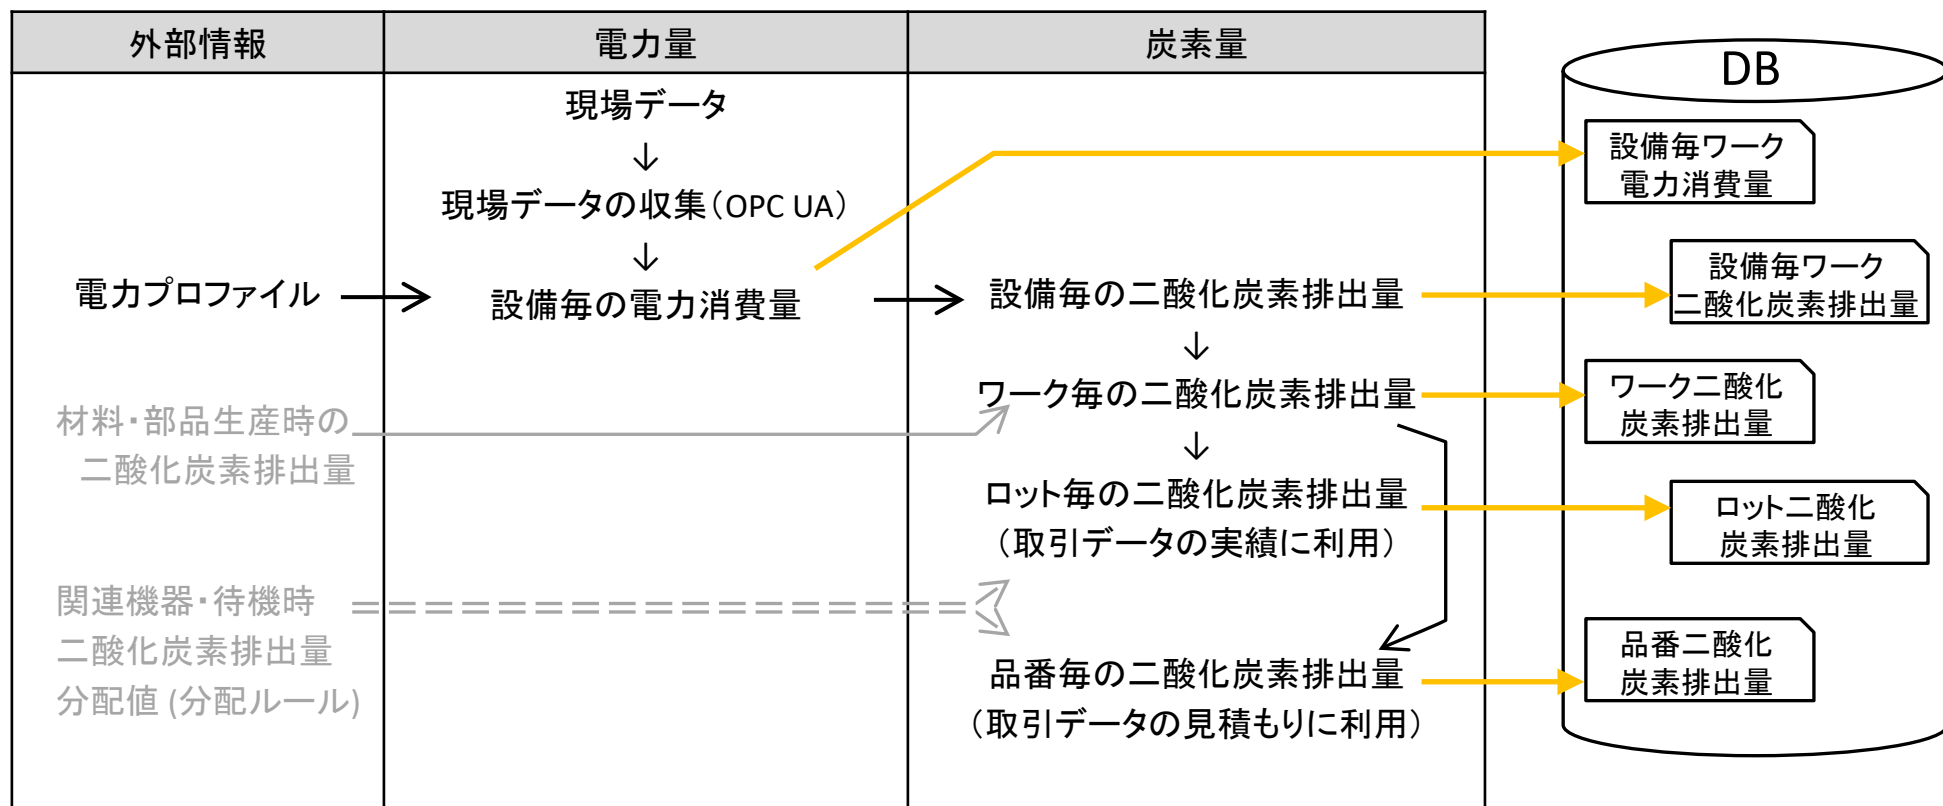 外部情報
電力量
炭素量
DB
現場データ
↓
現場データの収集(OPC UA)
↓
設備毎の電力消費量
電力プロファイル
材料・部品生産時の
二酸化炭素排出量
関連機器・待機時
二酸化炭素排出量
分配値 (分配ルール)
設備毎の二酸化炭素排出量
↓
ワーク毎の二酸化炭素排出量
↓
ロット毎の二酸化炭素排出量
(取引データの実績に利用)
品番毎の二酸化炭素排出量
(取引データの見積もりに利用)
設備毎ワーク
電力消費量
設備毎ワーク
二酸化炭素排出量
ワーク二酸化
炭素排出量
ロット二酸化
炭素排出量
品番二酸化
炭素排出量